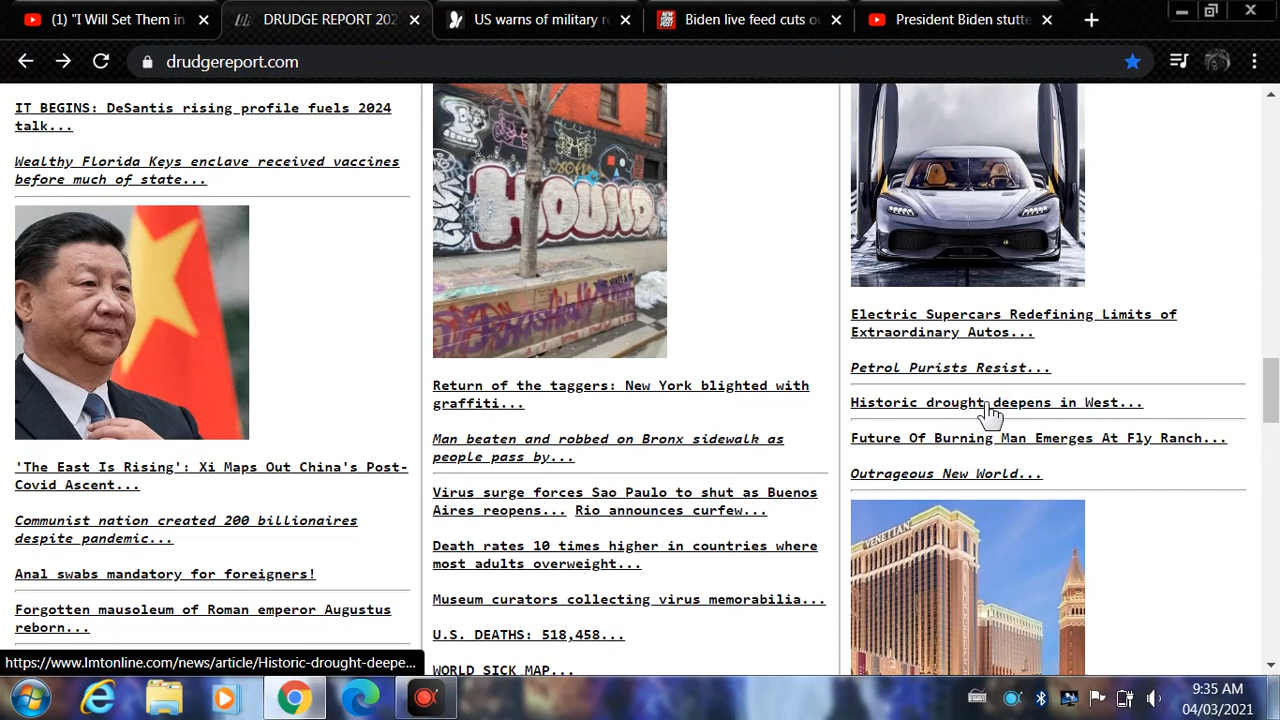 (1) "I Will Set Them in
DRUDGE REPORT 202
US warns of military r
Biden live feed cuts o
President Biden stutte
drudgereport.com
IT BEGINS: DeSantis rising profile fuels 2024
talk...
Wealthy Florida Keys enclave received vaccines
before much of state...
'The East Is Rising': Xi Maps Out China's Post-
Covid Ascent...
Communist nation created 200 billionaires
despite pandemic...
Anal swabs mandatory for foreigners!
Forgotten mausoleum of Roman emperor Augustus
reborn...
HOUND
Return of the taggers: New York blighted with
graffiti...
Man beaten and robbed on Bronx sidewalk as
people pass by...
Virus surge forces Sao Paulo to shut as Buenos
Aires reopens... Rio announces curfew...
Death rates 10 times higher in countries where
most adults overweight...
Museum curators collecting virus memorabilia...
U.S. DEATHS: 518,458...
WORLD SICK MAP...
Electric Supercars Redefining Limits of
Extraordinary Autos...
Petrol Purists Resist...
Historic drought deepens in West...
Future Of Burning Man Emerges At Fly Ranch...
Outrageous New World...
VENETIAN
https://www.lmtonline.com/news/article/Historic-drought-deepe...
9:35 AM
04/03/2021